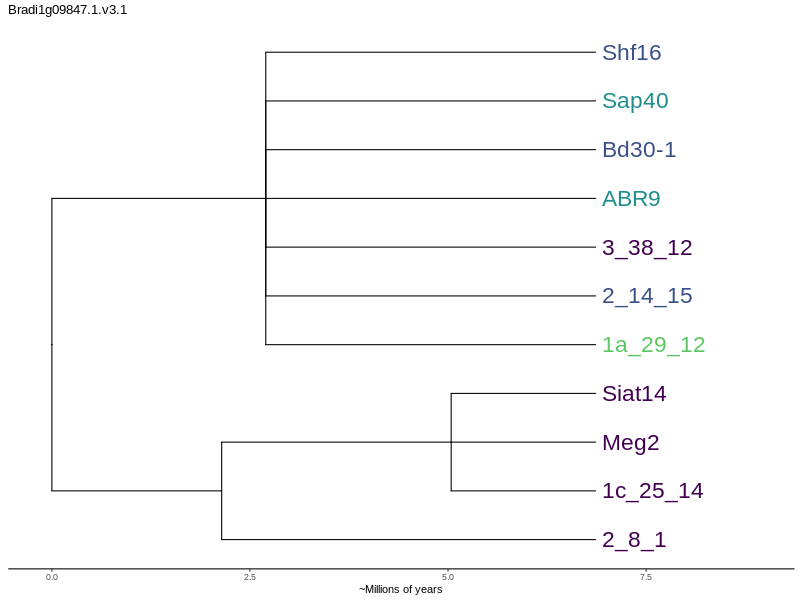 Bradi1g09847.1.v3.1
Shf16
Sap40
Bd30-1
ABR9
3_38_12
2_14_15
1a_29_12
Siat14
Meg2
1c_25_14
2_8_1
0.0 2.5 5.0 7.5
~Millions of years